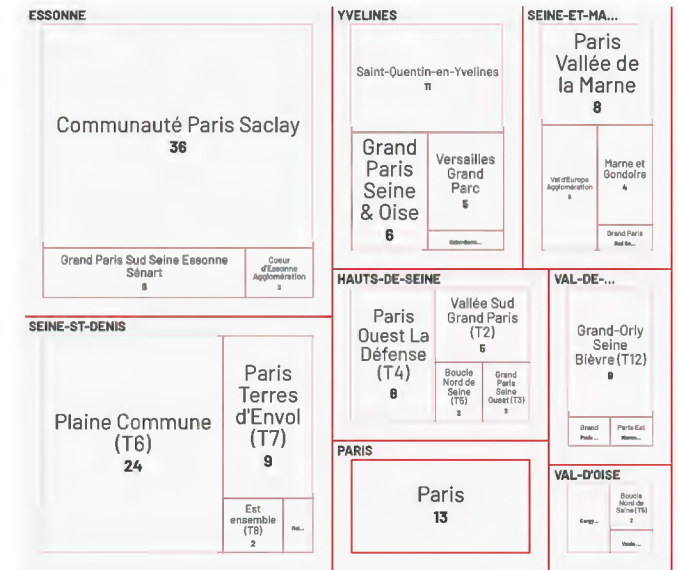 ESSONNE
Communauté Paris Saclay
36
Grand Paris Sud Seine Essonne
Sénart
Coeur
d'Essonne
Agglomération
YVELINES
Saint-Quentin-en-Yvelines
11
Grand
Paris
Seine
& Oise
6
Versailles
Grand
Parc
5
SEINE-ET-MA...
Paris
Vallée de
la Marne
8
Val d'Europe
Agglomération
Marne et
Gondoire
4
Grand Paris
Sud Se...
SEINE-ST-DENIS
Plaine Commune
(T6)
24
Paris
Terres
d'Envol
(T7)
9
Est
ensemble
(T8)
2
HAUTS-DE-SEINE
Paris
Ouest La
Défense
(T4)
Vallée Sud
Grand Paris
(T2)
Boucle
Nord de
Seine
(T5)
2
Grand
Paris
Seine
Ouest (T3)
VAL-DE-...
Grand-Orly
Seine
Bièvre (T12)
9
Grand
Paris ...
Paris Est
Marne...
PARIS
Paris
13
VAL-D'OISE
Cergy...
Boucle
Nord de
Seine (T5)